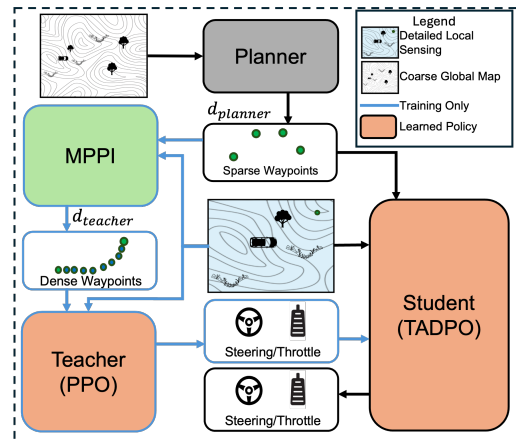 Planner
Legend
Detailed Local
Sensing
Coarse Global Map
Training Only
Learned Policy
d_planner
MPPI
Sparse Waypoints
d_teacher
Dense Waypoints
Student
(TADPO)
Teacher
(PPO)
Steering/Throttle
Steering/Throttle